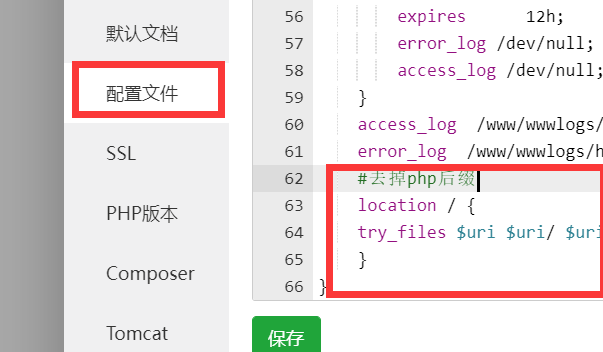 默认文档
配置文件
SSL
PHP版本
Composer
Tomcat
56 expires 12h;
57 error_log /dev/null;
58 access_log /dev/null;
59 }
60 access_log /www/wwwlogs/
61 error_log /www/wwwlogs/h
62 #去掉php后缀
63 location / {
64 try_files $uri $uri/ $uri
65 }
66 }
保存